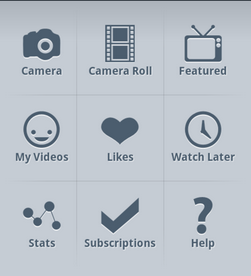 Camera
Camera Roll
Featured
My Videos
Likes
Watch Later
Stats
Subscriptions
Help